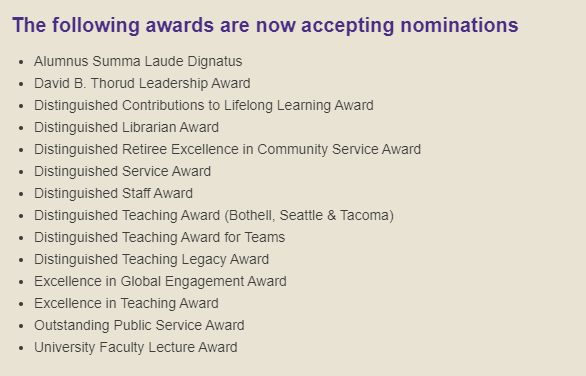 The following awards are now accepting nominations
• Alumnus Summa Laude Dignatus
• David B. Thorud Leadership Award
• Distinguished Contributions to Lifelong Learning Award
• Distinguished Librarian Award
• Distinguished Retiree Excellence in Community Service Award
• Distinguished Service Award
• Distinguished Staff Award
• Distinguished Teaching Award (Bothell, Seattle & Tacoma)
• Distinguished Teaching Award for Teams
• Distinguished Teaching Legacy Award
• Excellence in Global Engagement Award
• Excellence in Teaching Award
• Outstanding Public Service Award
• University Faculty Lecture Award